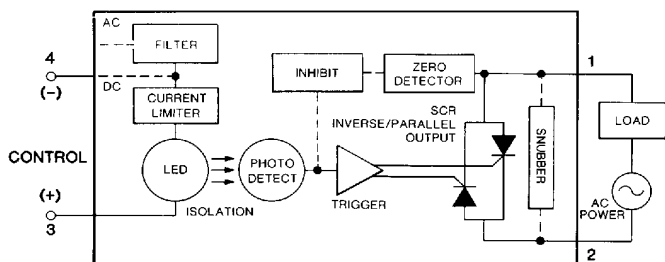 AC
FILTER
4
(-)
DC
CURRENT
LIMITER
CONTROL
LED
(+)
3
ISOLATION
PHOTO
DETECT
INHIBIT
ZERO
DETECTOR
TRIGGER
SCR
INVERSE/PARALLEL
OUTPUT
SNUBBER
1
LOAD
AC
POWER
2